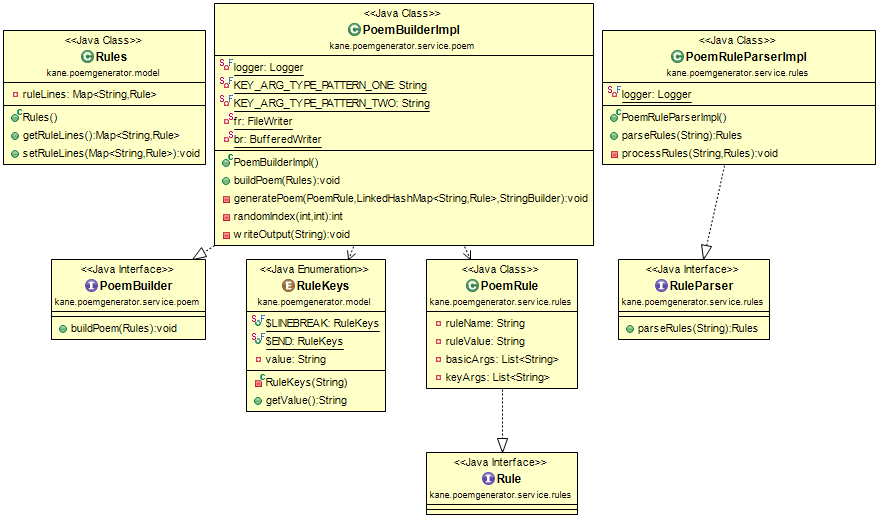 <<Java Class>>
Rules
kane.poemgenerator.model
ruleLines: Map<String,Rule>
Rules()
getRuleLines():Map<String,Rule>
setRuleLines(Map<String,Rule>):void
<<Java Class>>
PoemBuilderImpl
kane.poemgenerator.service.poem
logger: Logger
KEY_ARG_TYPE_PATTERN_ONE: String
KEY_ARG_TYPE_PATTERN_TWO: String
fr: FileWriter
br: BufferedWriter
PoemBuilderImpl()
buildPoem(Rules):void
generatePoem(PoemRule,LinkedHashMap<String,Rule>,StringBuilder):void
randomIndex(int,int):int
writeOutput(String):void
<<Java Class>>
PoemRuleParserImpl
kane.poemgenerator.service.rules
logger: Logger
PoemRuleParserImpl()
parseRules(String):Rules
processRules(String,Rules):void
<<Java Interface>>
PoemBuilder
kane.poemgenerator.service.poem
buildPoem(Rules):void
<<Java Enumeration>>
RuleKeys
kane.poemgenerator.model
$LINEBREAK: RuleKeys
$END: RuleKeys
value: String
RuleKeys(String)
getValue():String
<<Java Class>>
PoemRule
kane.poemgenerator.service.rules
ruleName: String
ruleValue: String
basicArgs: List<String>
keyArgs: List<String>
<<Java Interface>>
RuleParser
kane.poemgenerator.service.rules
parseRules(String):Rules
<<Java Interface>>
Rule
kane.poemgenerator.service.rules